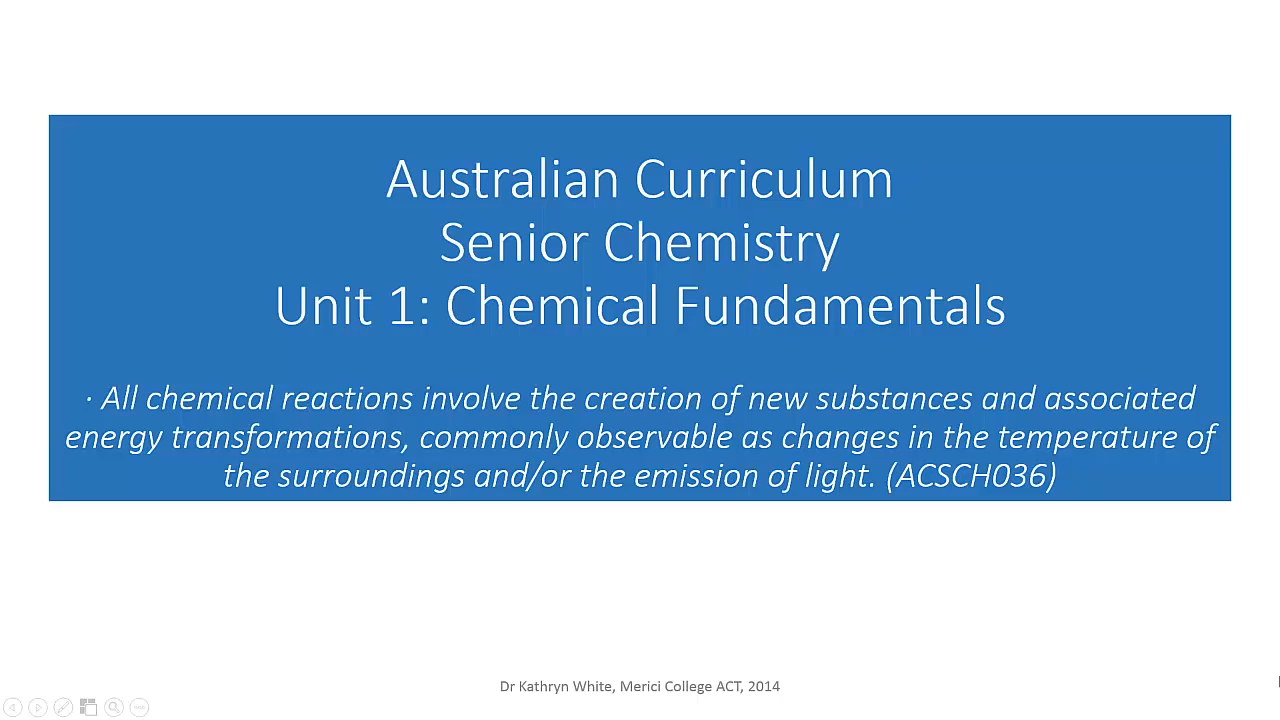 Australian Curriculum
Senior Chemistry
Unit 1: Chemical Fundamentals
· All chemical reactions involve the creation of new substances and associated
energy transformations, commonly observable as changes in the temperature of
the surroundings and/or the emission of light. (ACSCH036)
Dr Kathryn White, Merici College ACT, 2014